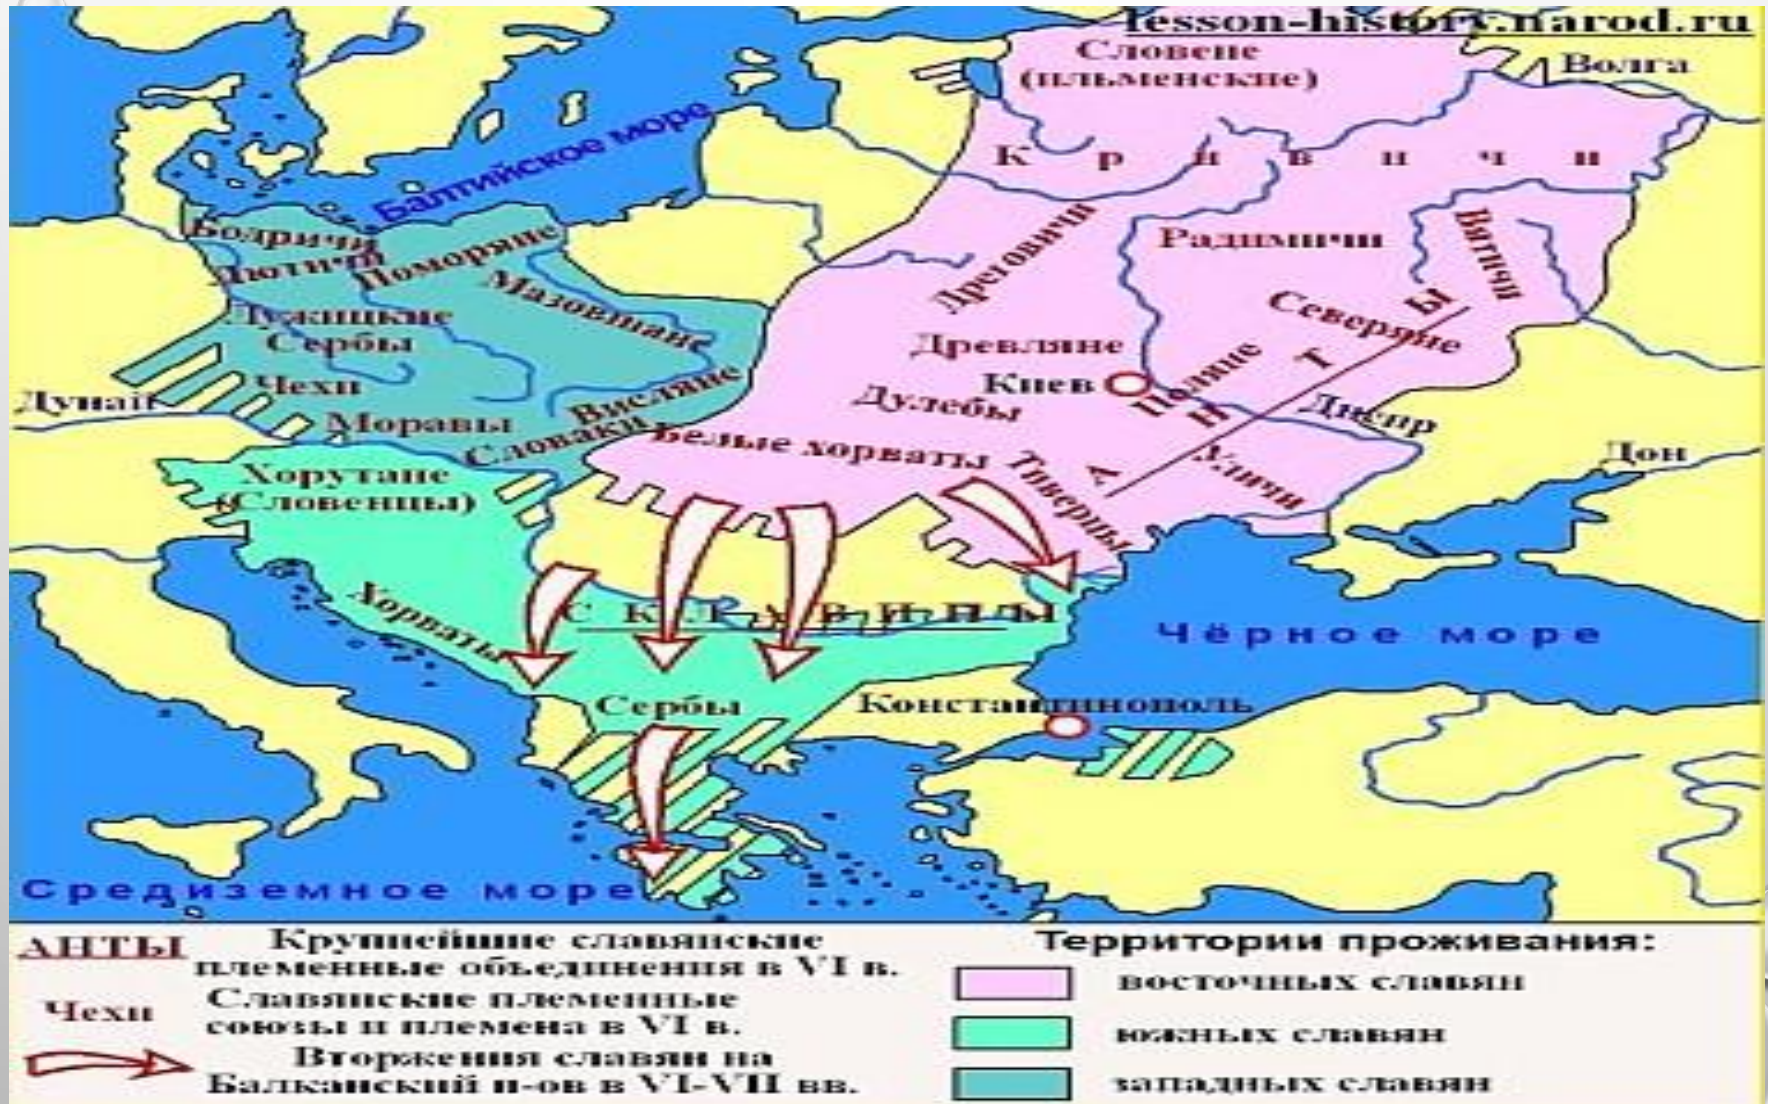 lesson-history.narod.ru
Словене
(ильменские)
Волга
Балтийское море
К р и в и ч и
Бодричи
Поморяне
Лютичи
Мазовшане
Дреговичи
Радимичи
Вятичи
Лужицкие
Сербы
Северяне
Древляне
Киев
Поляне
Чехи
Дунай
Висляне
Дулебы
Днепр
Моравы
Словаки
Белые хорваты
А Н Т Ы
Уличи
Тиверцы
Дон
Хорутане
(Словенцы)
Хорваты
С К Л А В И Н Ы
Чёрное море
Сербы
Константинополь
Средиземное море
АНТЫ
Крупнейшие славянские
племенные объединения в VI в.
Чехи
Славянские племенные
союзы и племена в VI в.
Вторжения славян на
Балканский п-ов в VI-VII вв.
Территории проживания:
восточных славян
южных славян
западных славян